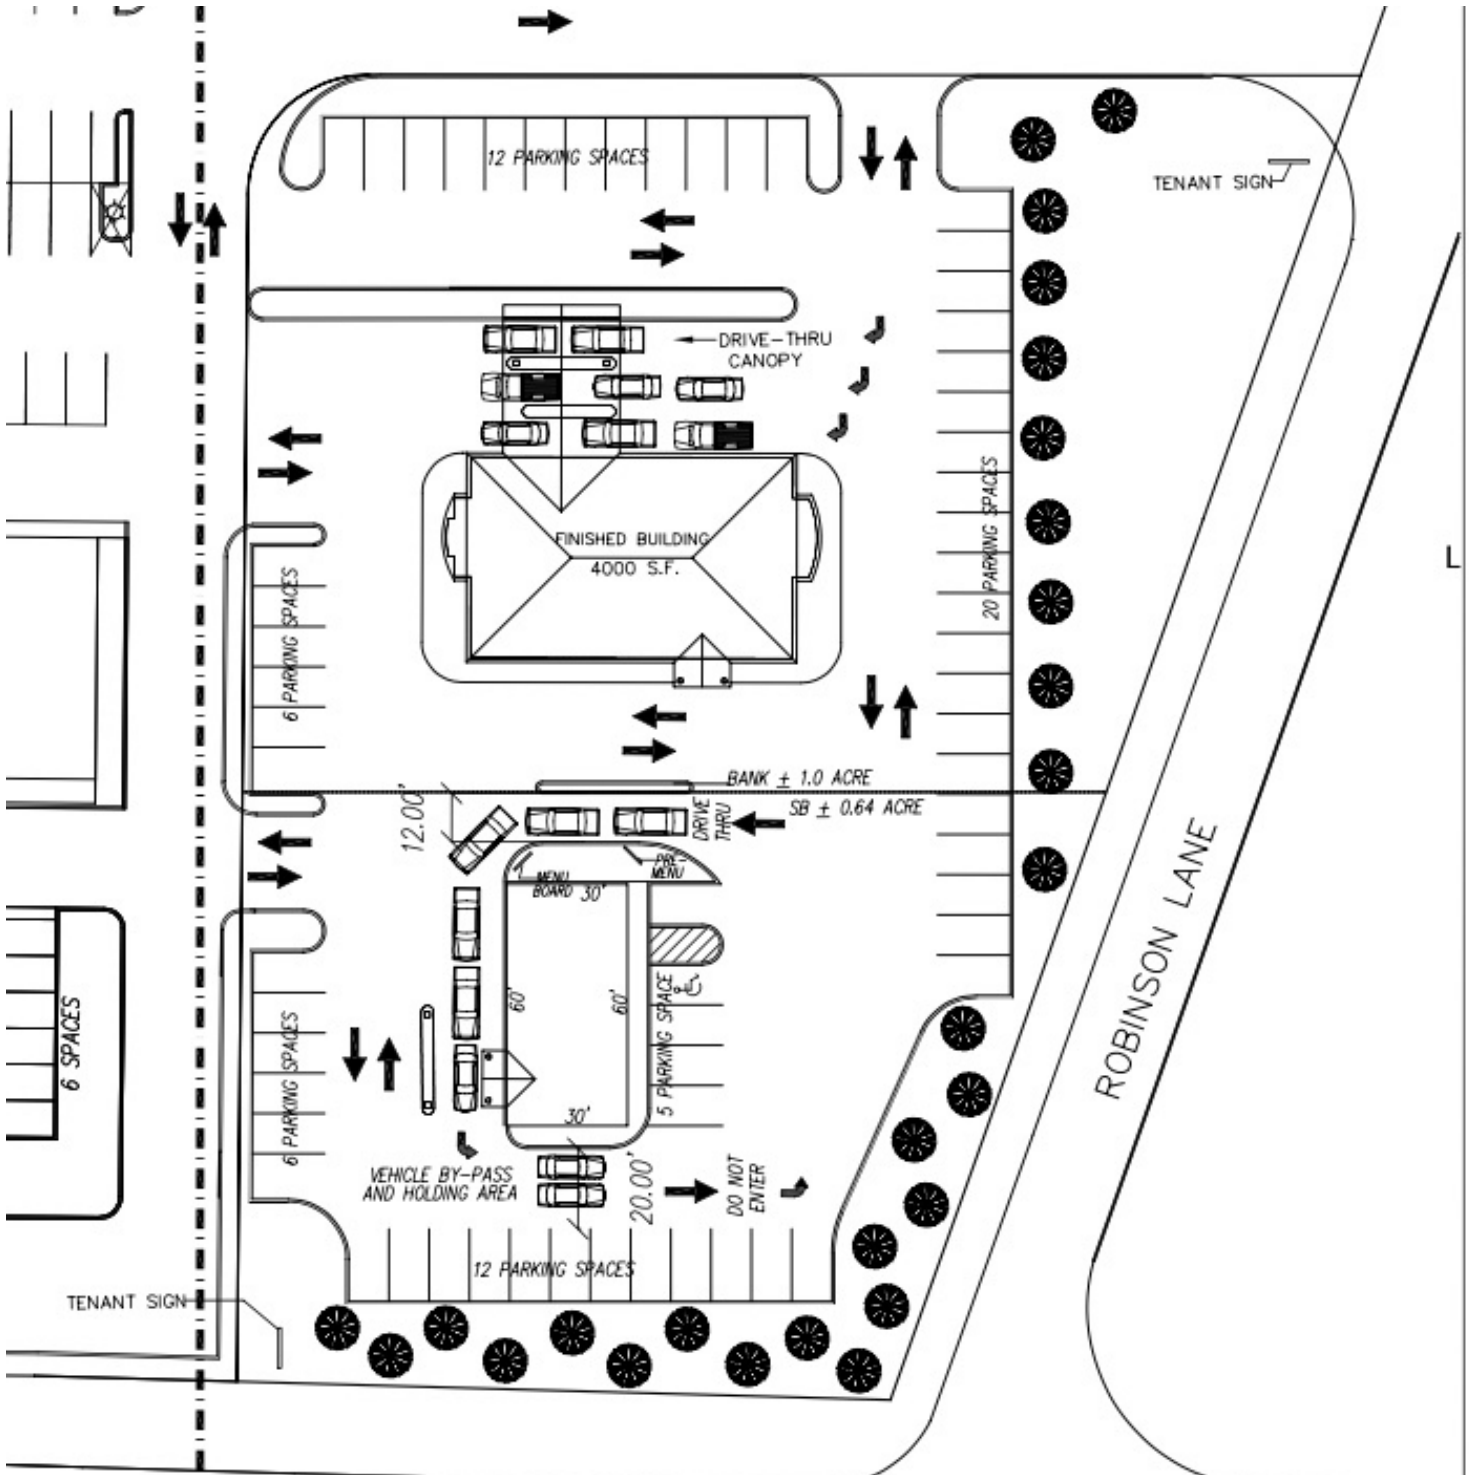 12 PARKING SPACES
TENANT SIGN
DRIVE-THRU
CANOPY
20 PARKING SPACES
FINISHED BUILDING
4000 S.F.
L
6 PARKING SPACES
BANK ± 1.0 ACRE
SB ± 0.64 ACRE
12.00'
DRIVE
THRU
PRE-
MENU
MENU
BOARD
30'
ROBINSON LANE
6 SPACES
60'
60'
5 PARKING SPACE
6 PARKING SPACES
30'
VEHICLE BY-PASS
AND HOLDING AREA
20.00'
DO NOT
ENTER
12 PARKING SPACES
TENANT SIGN